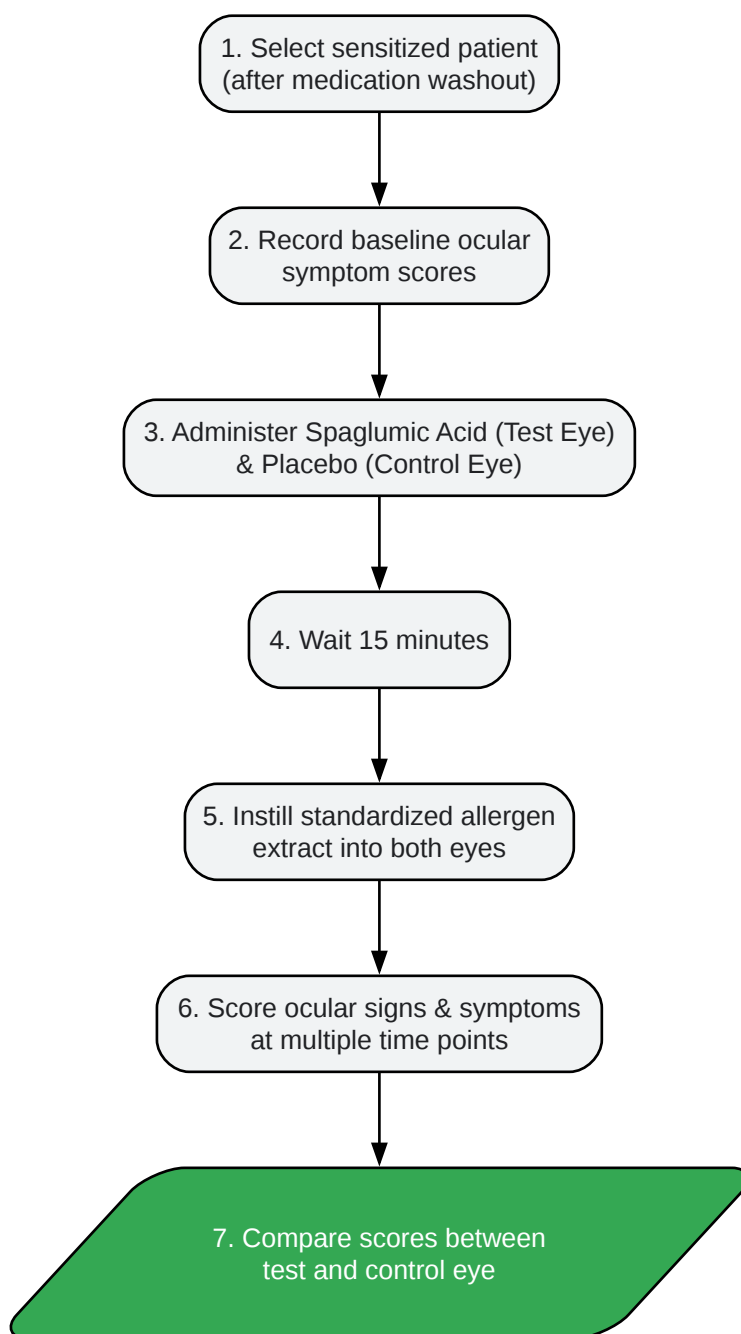 1. Select sensitized patient
(after medication washout)
2. Record baseline ocular
symptom scores
3. Administer Spaglumic Acid (Test Eye)
& Placebo (Control Eye)
4. Wait 15 minutes
5. Instill standardized allergen
extract into both eyes
6. Score ocular signs & symptoms
at multiple time points
7. Compare scores between
test and control eye